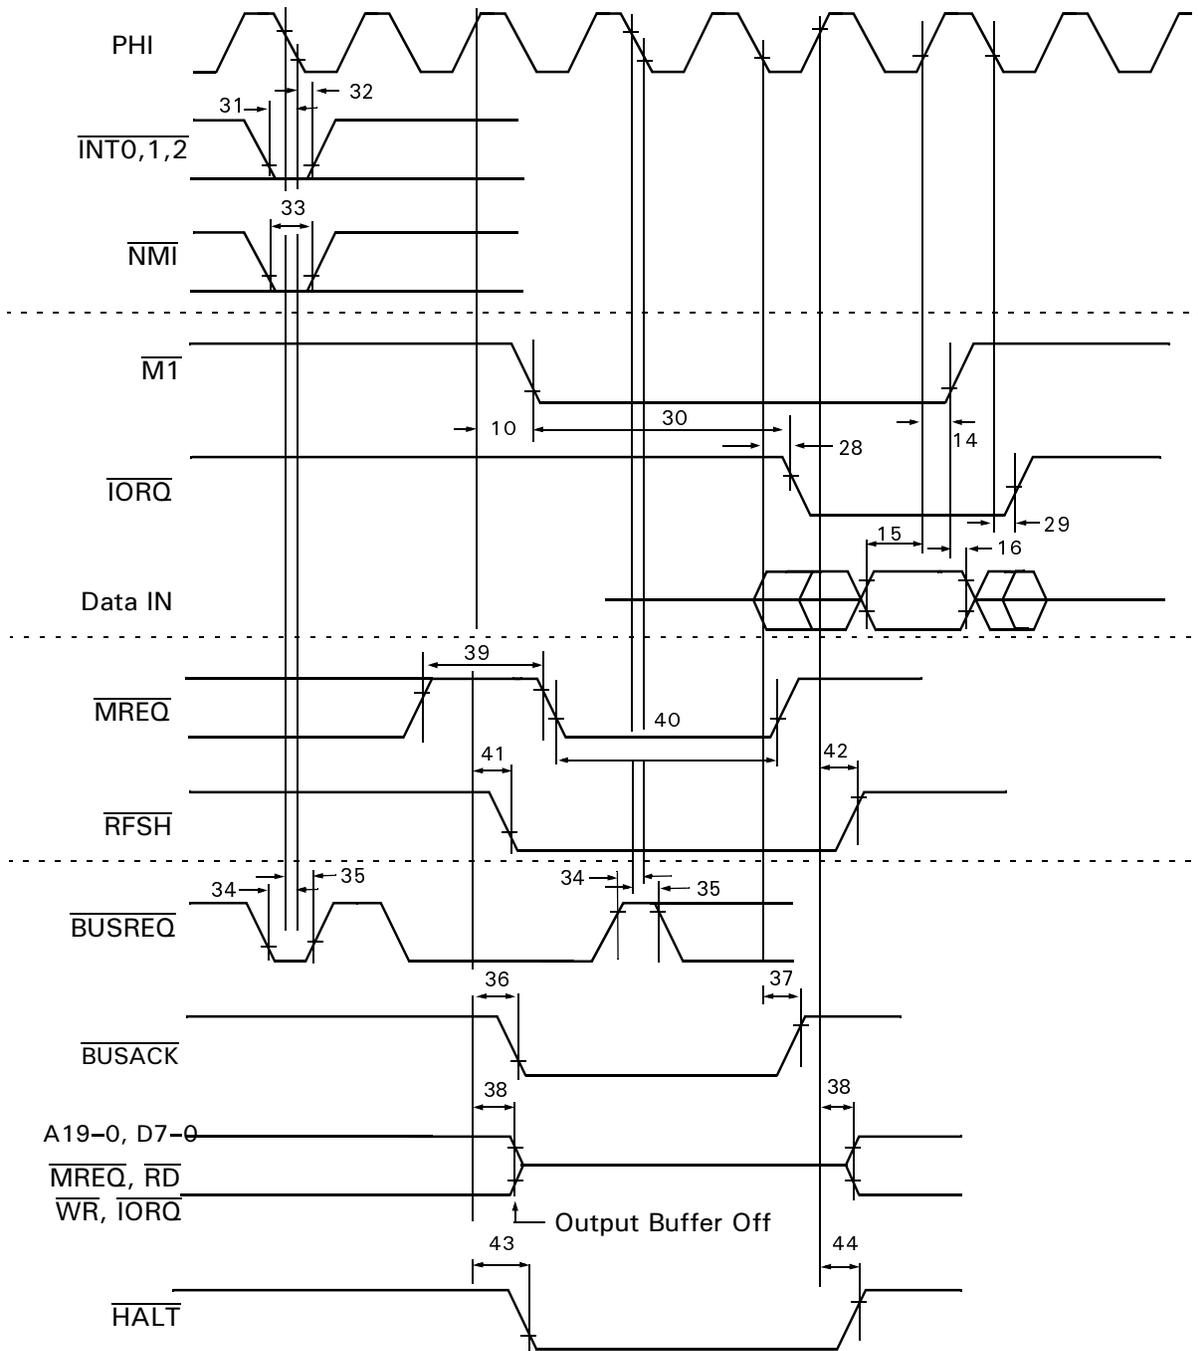 PHI
32
31
INT0,1,2
33
NMI
M1
10
30
14
28
IORQ
29
15
16
Data IN
39
MREQ
40
41
42
RFSH
34
35
34
35
BUSREQ
36
37
BUSACK
38
38
A19–0, D7–0
MREQ, RD
WR, IORQ
Output Buffer Off
43
44
HALT